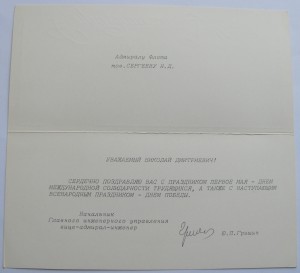 Адмиралу Флота
тов. СЕРГЕЕВУ Н.Д.
УВАЖАЕМЫЙ НИКОЛАЙ ДМИТРИЕВИЧ!
СЕРДЕЧНО ПОЗДРАВЛЯЮ ВАС С ПРАЗДНИКОМ ПЕРВОЕ МАЯ - ДНЕМ
МЕЖДУНАРОДНОЙ СОЛИДАРНОСТИ ТРУДЯЩИХСЯ, А ТАКЖЕ С НАСТУПАЮЩИМ
ВСЕНАРОДНЫМ ПРАЗДНИКОМ - ДНЕМ ПОБЕДЫ.
Начальник
Главного инженерного управления
вице-адмирал-инженер